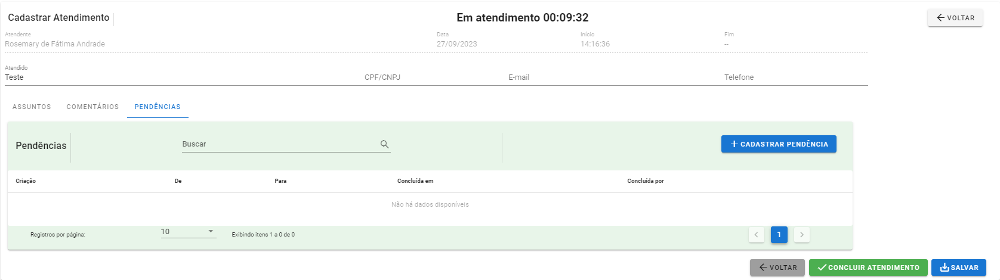 Cadastrar Atendimento
Em atendimento 00:09:32
VOLTAR
Atendente Data Início Fim
Rosemary de Fátima Andrade 27/09/2023 14:16:36 --
Atendido
Teste CPF/CNPJ E-mail Telefone
ASSUNTOS COMENTÁRIOS PENDÊNCIAS
Pendências Buscar CADASTRAR PENDÊNCIA
Criação De Para Concluída em Concluída por
Não há dados disponíveis
Registros por página: 10 Exibindo itens 1 a 0 de 0 1
VOLTAR CONCLUIR ATENDIMENTO SALVAR